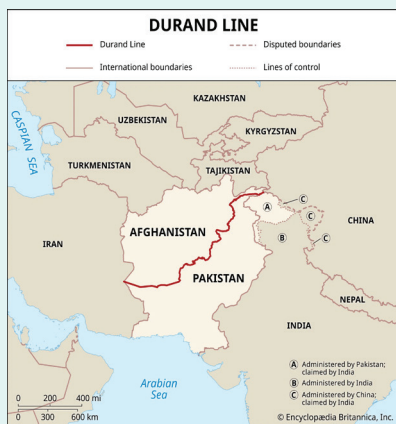 DURAND LINE
Durand Line
Disputed boundaries
International boundaries
Lines of control
KAZAKHSTAN
CASPIAN SEA
UZBEKISTAN
KYRGYZSTAN
TURKMENISTAN
TAJIKISTAN
C
A
C
CHINA
AFGHANISTAN
B
IRAN
C
PAKISTAN
NEPAL
INDIA
A Administered by Pakistan;
claimed by India
B Administered by India
C Administered by China;
claimed by India
Arabian
Sea
0 200 400 mi
0 300 600 km
© Encyclopædia Britannica, Inc.